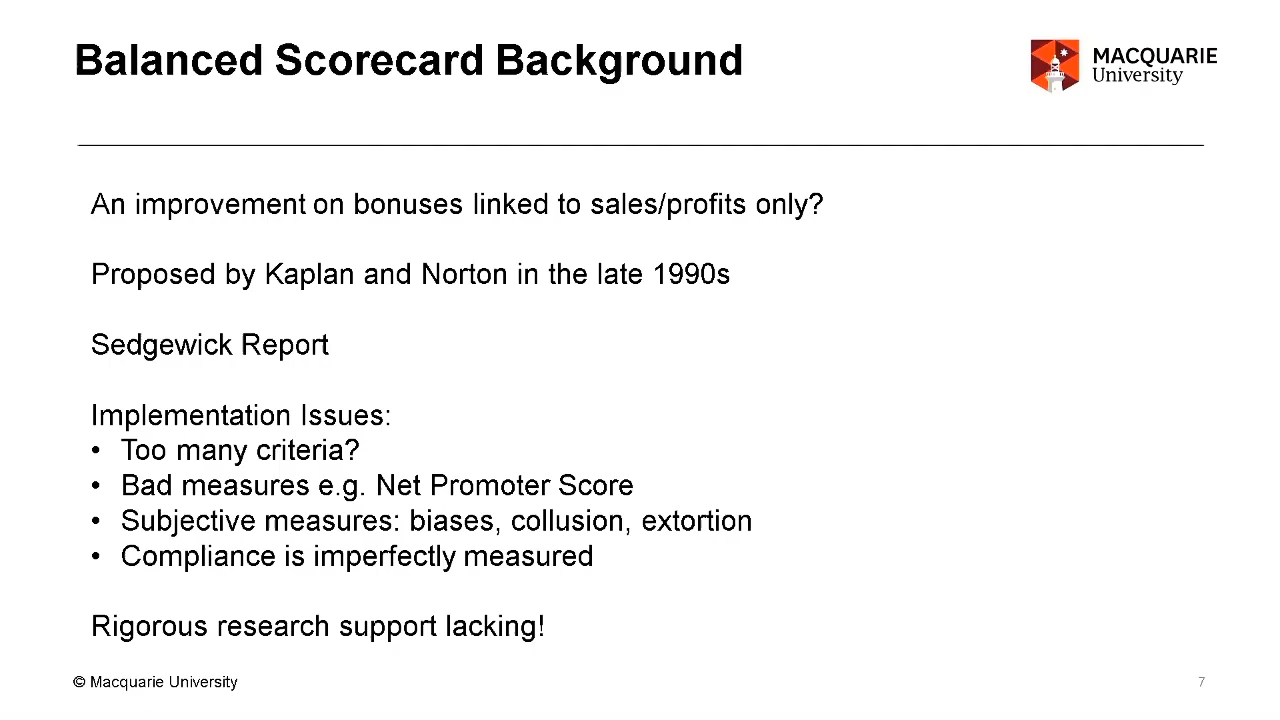 Balanced Scorecard Background
MACQUARIE
University
An improvement on bonuses linked to sales/profits only?
Proposed by Kaplan and Norton in the late 1990s
Sedgewick Report
Implementation Issues:
• Too many criteria?
• Bad measures e.g. Net Promoter Score
• Subjective measures: biases, collusion, extortion
• Compliance is imperfectly measured
Rigorous research support lacking!
© Macquarie University
7